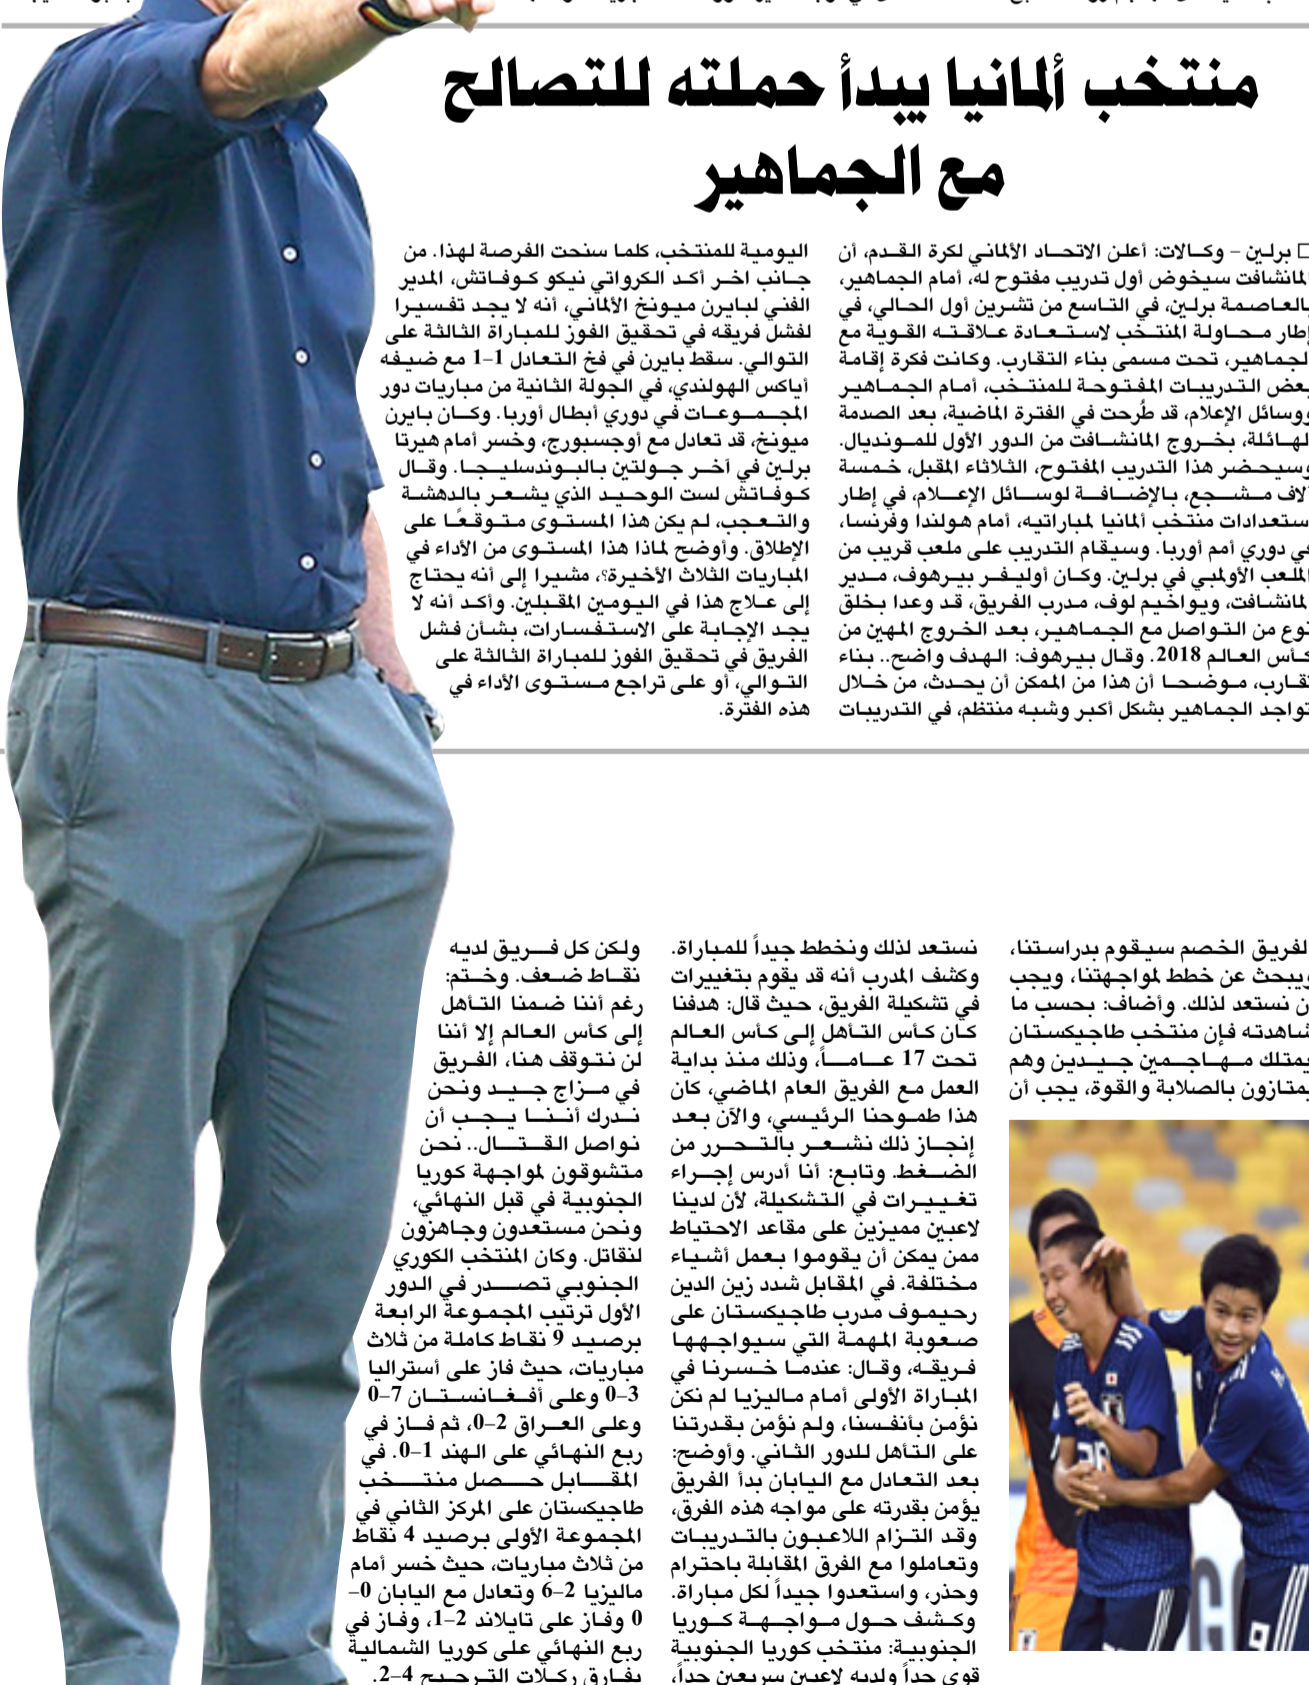 منتخب ألمانيا يبدأ حملته للتصالح
مع الجماهير
□ برلين – وكالات: أعلن الاتحاد الألماني لكرة القدم، أن
المانشافت سيخوض أول تدريب مفتوح له، أمام الجماهير،
بالعاصمة برلين، في التاسع من تشرين أول الحالي، في
إطار محاولة المنتخب لاستعادة علاقته القوية مع
الجماهير، تحت مسمى بناء التقارب. وكانت فكرة إقامة
بعض التدريبات المفتوحة للمنتخب، أمام الجماهير
ووسائل الإعلام، قد طُرحت في الفترة الماضية، بعد الصدمة
الهائلة، بخروج المانشافت من الدور الأول للمونديال.
وسيحضر هذا التدريب المفتوح، الثلاثاء المقبل، خمسة
آلاف مشجع، بالإضافة لوسائل الإعلام، في إطار
استعدادات منتخب ألمانيا لمباراتيه، أمام هولندا وفرنسا،
في دوري أمم أوربا. وسيقام التدريب على ملعب قريب من
الملعب الأولمبي في برلين. وكان أوليفر بيرهوف، مدير
المانشافت، ويواخيم لوف، مدرب الفريق، قد وعدا بخلق
نوع من التواصل مع الجماهير، بعد الخروج المهين من
كأس العالم 2018. وقال بيرهوف: الهدف واضح.. بناء
تقارب، موضحا أن هذا من الممكن أن يحدث، من خلال
تواجد الجماهير بشكل أكبر وشبه منتظم، في التدريبات
اليومية للمنتخب، كلما سنحت الفرصة لهذا. من
جانب اخر أكد الكرواتي نيكو كوفاتش، المدير
الفني لبايرن ميونخ الألماني، أنه لا يجد تفسيرا
لفشل فريقه في تحقيق الفوز للمباراة الثالثة على
التوالي. سقط بايرن في فخ التعادل 1-1 مع ضيفه
أياكس الهولندي، في الجولة الثانية من مباريات دور
المجموعات في دوري أبطال أوربا. وكان بايرن
ميونخ، قد تعادل مع أوجسبورج، وخسر أمام هيرتا
برلين في آخر جولتين بالبوندسليجا. وقال
كوفاتش لست الوحيد الذي يشعر بالدهشة
والتعجب، لم يكن هذا المستوى متوقعًا على
الإطلاق. وأوضح لماذا هذا المستوى من الأداء في
المباريات الثلاث الأخيرة؟، مشيرا إلى أنه يحتاج
إلى علاج هذا في اليومين المقبلين. وأكد أنه لا
يجد الإجابة على الاستفسارات، بشأن فشل
الفريق في تحقيق الفوز للمباراة الثالثة على
التوالي، أو على تراجع مستوى الأداء في
هذه الفترة.
الفريق الخصم سيقوم بدراستنا،
ويبحث عن خطط لمواجهتنا، ويجب
أن نستعد لذلك. وأضاف: بحسب ما
شاهدته فإن منتخب طاجيكستان
يمتلك مهاجمين جيدين وهم
يمتازون بالصلابة والقوة، يجب أن
نستعد لذلك ونخطط جيداً للمباراة.
وكشف المدرب أنه قد يقوم بتغييرات
في تشكيلة الفريق، حيث قال: هدفنا
كان كأس التأهل إلى كأس العالم
تحت 17 عاماً، وذلك منذ بداية
العمل مع الفريق العام الماضي، كان
هذا طموحنا الرئيسي، والآن بعد
إنجاز ذلك نشعر بالتحرر من
الضغط. وتابع: أنا أدرس إجراء
تغييرات في التشكيلة، لأن لدينا
لاعبين مميزين على مقاعد الاحتياط
ممن يمكن أن يقوموا بعمل أشياء
مختلفة. في المقابل شدد زين الدين
رحيموف مدرب طاجيكستان على
صعوبة المهمة التي سيواجهها
فريقه، وقال: عندما خسرنا في
المباراة الأولى أمام ماليزيا لم نكن
نؤمن بأنفسنا، ولم نؤمن بقدرتنا
على التأهل للدور الثاني. وأوضح:
بعد التعادل مع اليابان بدأ الفريق
يؤمن بقدرته على مواجه هذه الفرق،
وقد التزام اللاعبون بالتدريبات
وتعاملوا مع الفرق المقابلة باحترام
وحذر، واستعدوا جيداً لكل مباراة.
وكشف حول مواجهة كوريا
الجنوبية: منتخب كوريا الجنوبية
قوي جداً ولديه لاعبين سريعين جداً،
ولكن كل فريق لديه
نقاط ضعف. وختم:
رغم أننا ضمنا التأهل
إلى كأس العالم إلا أننا
لن نتوقف هنا، الفريق
في مزاج جيد ونحن
ندرك أننا يجب أن
نواصل القتال.. نحن
متشوقون لمواجهة كوريا
الجنوبية في قبل النهائي،
ونحن مستعدون وجاهزون
لنقاتل. وكان المنتخب الكوري
الجنوبي تصدر في الدور
الأول ترتيب المجموعة الرابعة
برصيد 9 نقاط كاملة من ثلاث
مباريات، حيث فاز على أستراليا
3-0 وعلى أفغانستان 7-0
وعلى العراق 2-0، ثم فاز في
ربع النهائي على الهند 1-0. في
المقابل حصل منتخب
طاجيكستان على المركز الثاني في
المجموعة الأولى برصيد 4 نقاط
من ثلاث مباريات، حيث خسر أمام
ماليزيا 2-6 وتعادل مع اليابان 0-
0 وفاز على تايلاند 2-1، وفاز في
ربع النهائي على كوريا الشمالية
بفارق ركلات الترجيح 4-2.